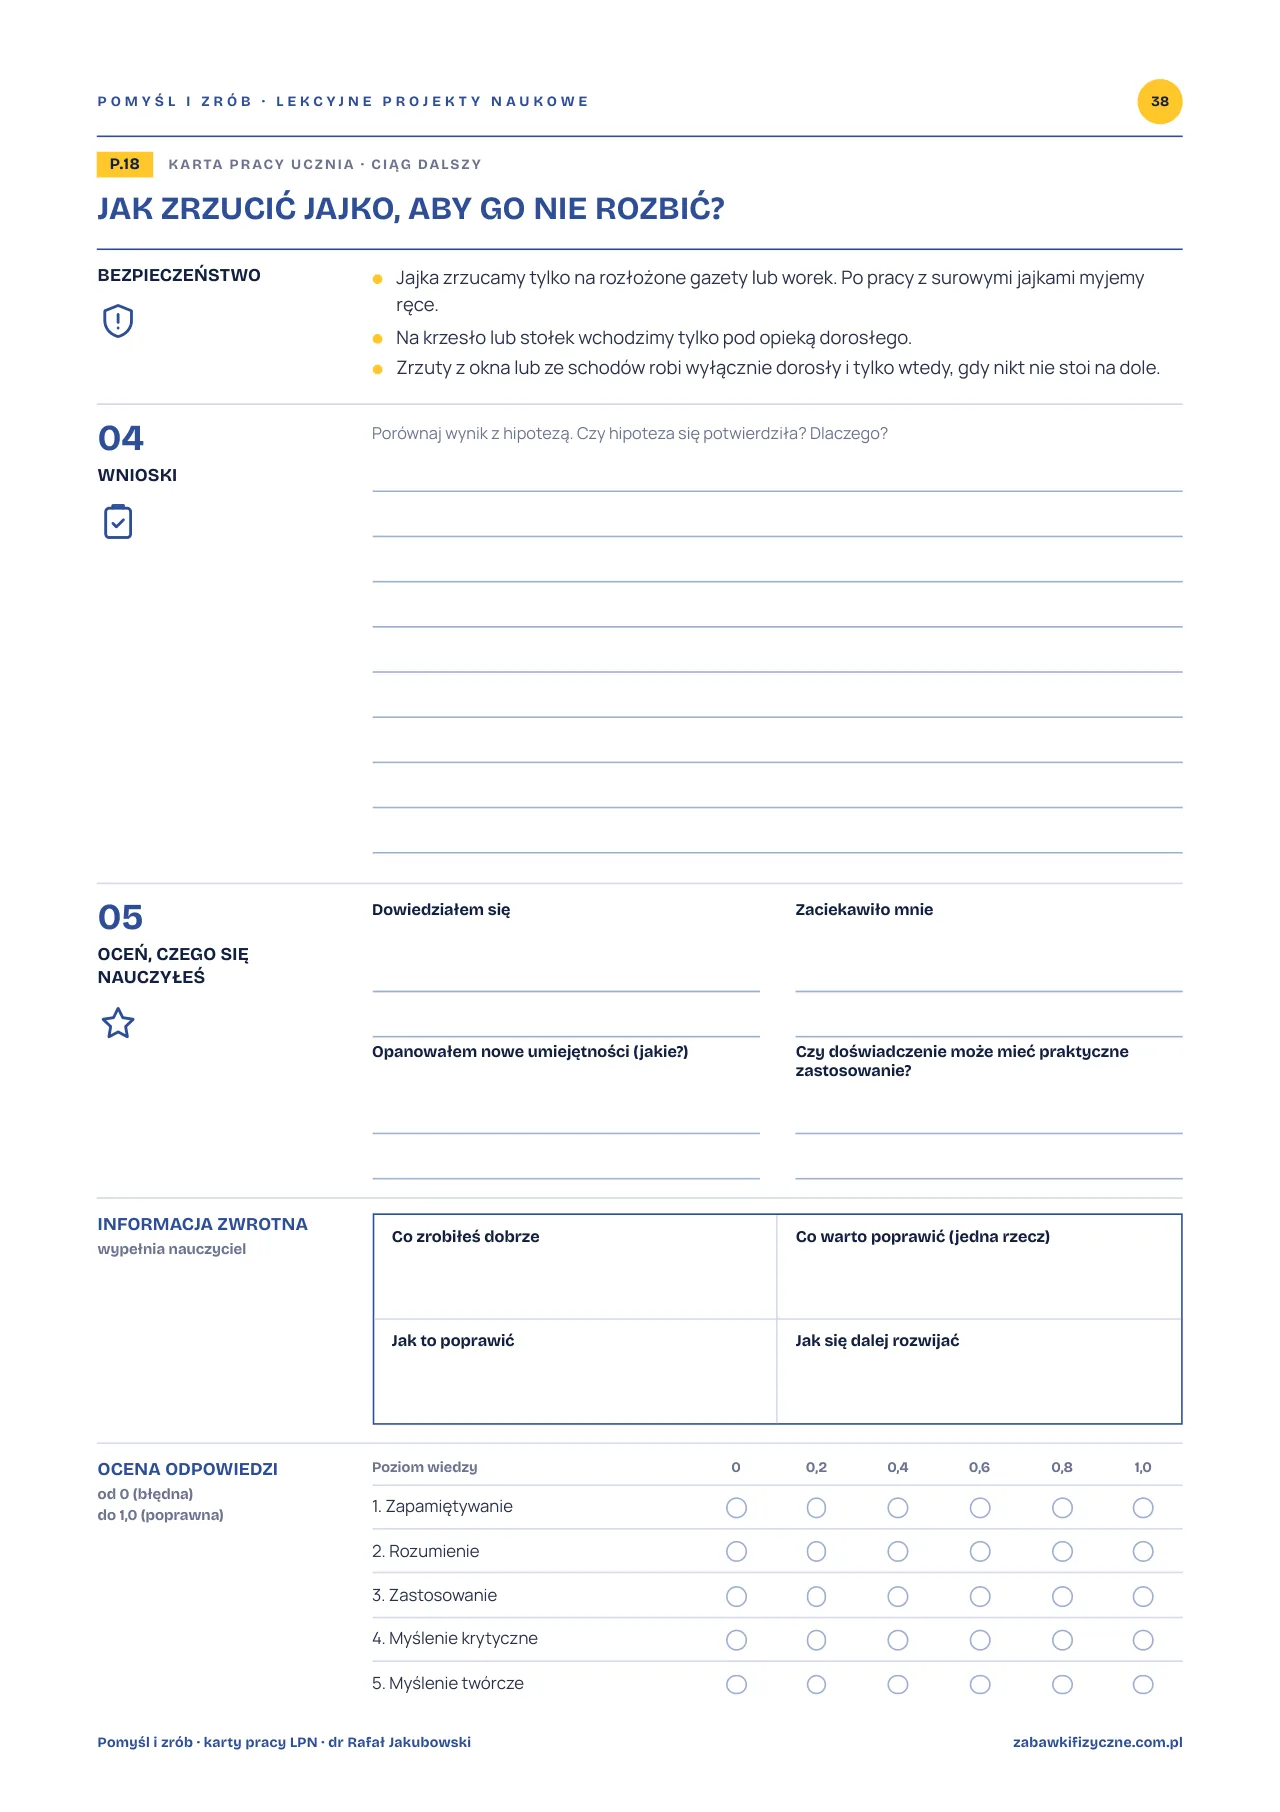 POMYŚL I ZRÓB · LEKCYJNE PROJEKTY NAUKOWE
38
P.18 KARTA PRACY UCZNIA · CIĄG DALSZY
JAK ZRZUCIĆ JAJKO, ABY GO NIE ROZBIĆ?
BEZPIECZEŃSTWO
Jajka zrzucamy tylko na rozłożone gazety lub worek. Po pracy z surowymi jajkami myjemy
ręce.
Na krzesło lub stołek wchodzimy tylko pod opieką dorosłego.
Zrzuty z okna lub ze schodów robi wyłącznie dorosły i tylko wtedy, gdy nikt nie stoi na dole.
04
WNIOSKI
Porównaj wynik z hipotezą. Czy hipoteza się potwierdziła? Dlaczego?
05
OCEŃ, CZEGO SIĘ
NAUCZYŁEŚ
Dowiedziałem się
Zaciekawiło mnie
Opanowałem nowe umiejętności (jakie?)
Czy doświadczenie może mieć praktyczne
zastosowanie?
INFORMACJA ZWROTNA
wypełnia nauczyciel
Co zrobiłeś dobrze
Co warto poprawić (jedna rzecz)
Jak to poprawić
Jak się dalej rozwijać
OCENA ODPOWIEDZI
od 0 (błędna)
do 1,0 (poprawna)
Poziom wiedzy 0 0,2 0,4 0,6 0,8 1,0
1. Zapamiętywanie
2. Rozumienie
3. Zastosowanie
4. Myślenie krytyczne
5. Myślenie twórcze
Pomyśl i zrób · karty pracy LPN · dr Rafał Jakubowski
zabawkifizyczne.com.pl